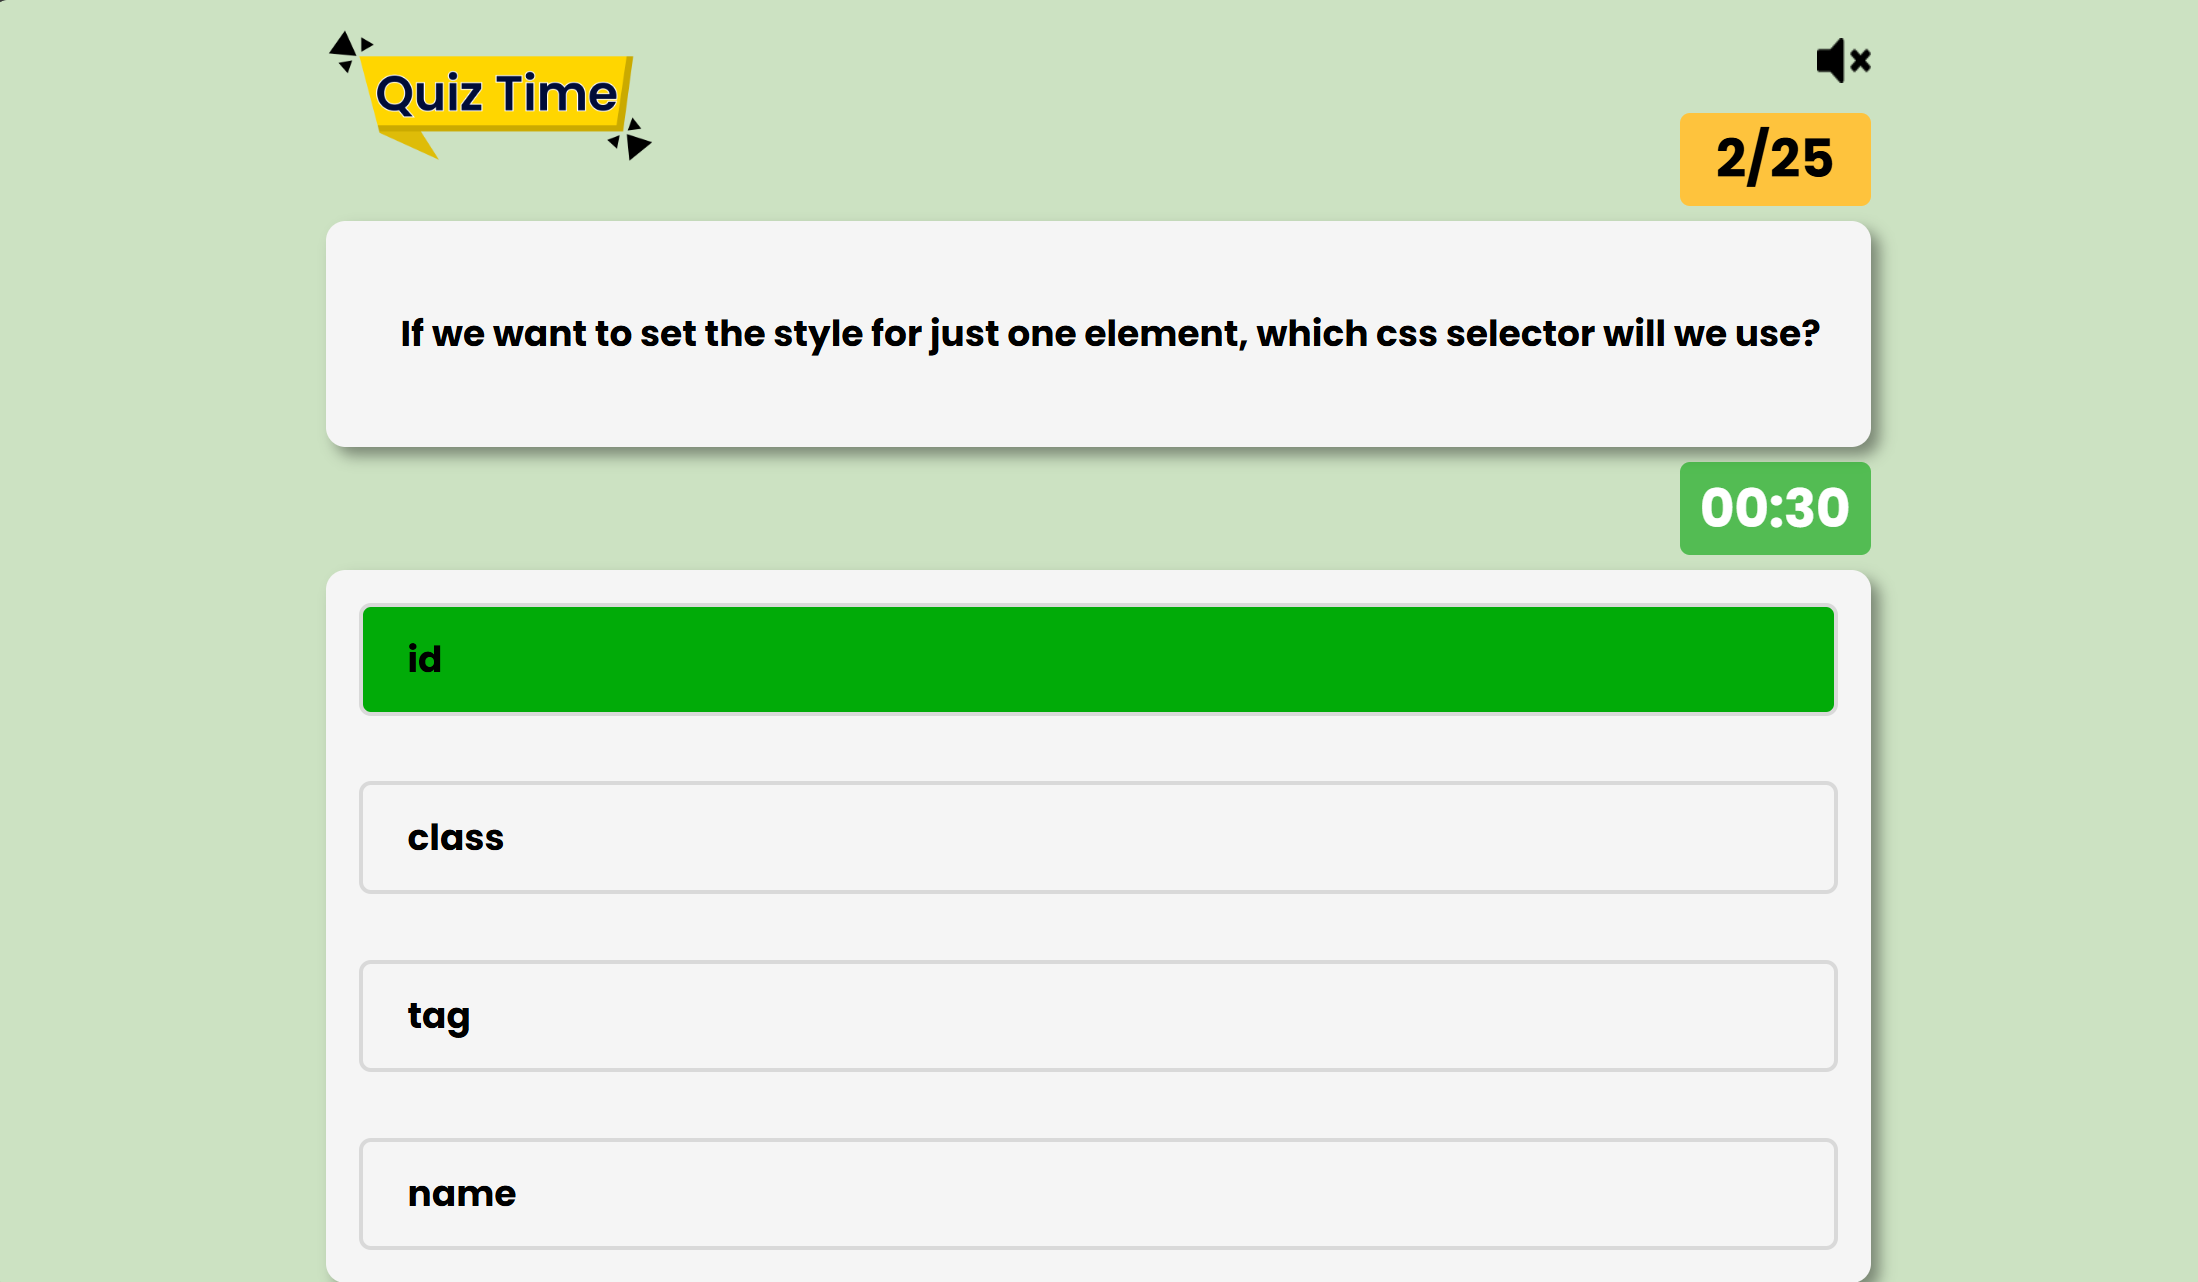 Quiz Time
2/25
If we want to set the style for just one element, which css selector will we use?
00:30
id
class
tag
name